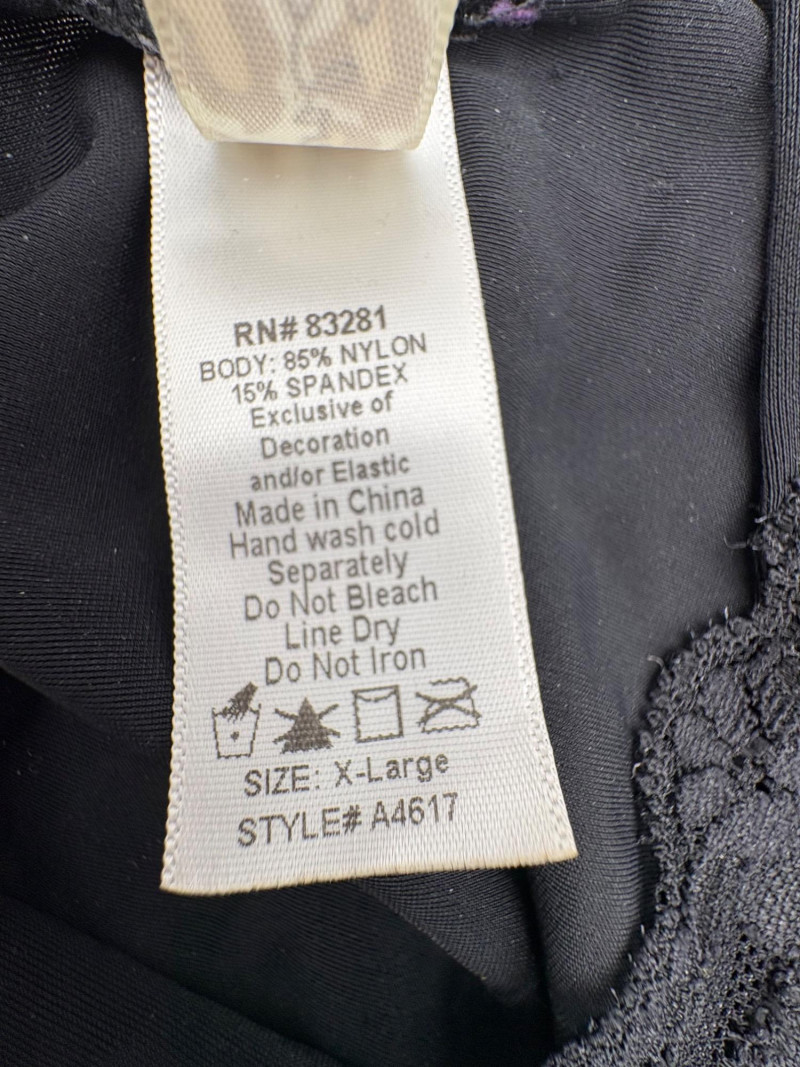 RN# 83281
BODY: 85% NYLON
15% SPANDEX
Exclusive of
Decoration
and/or Elastic
Made in China
Hand wash cold
Separately
Do Not Bleach
Line Dry
Do Not Iron
SIZE: X-Large
STYLE# A4617